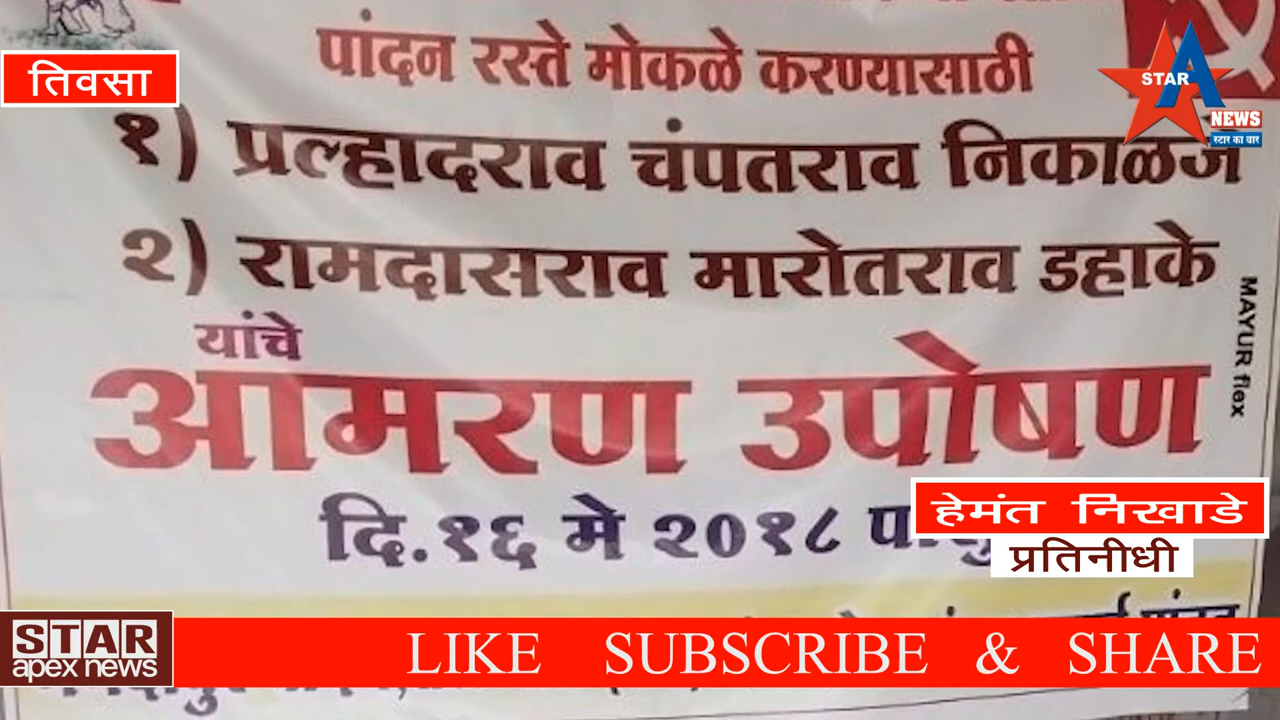 पांदन रस्ते मोकळे करण्यासाठी
तिवसा
STAR A
NEWS
स्टार का वार
१) प्रल्हादराव चंपतराव निकाळजे
२) रामदासराव मारोतराव डहाके
MAYUR flex
यांचे
आमरण उपोषण
दि.१६ मे २०१८
हेमंत निखाडे
प्रतिनीधी
STAR
apex news
LIKE SUBSCRIBE & SHARE